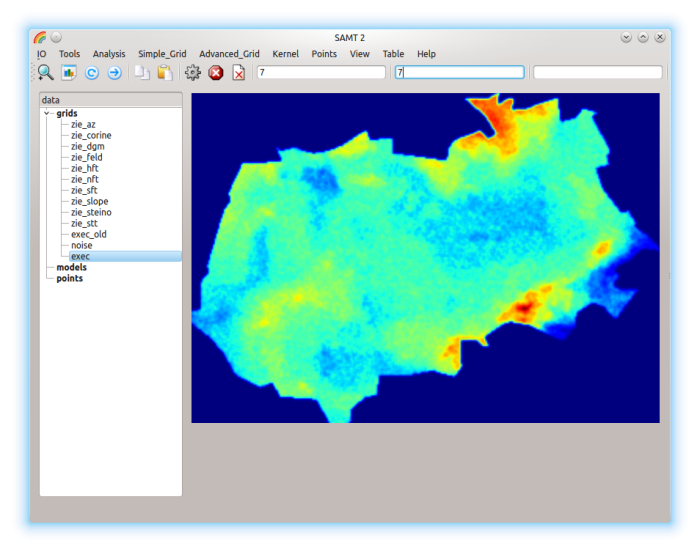 SAMT 2
IO Tools Analysis Simple_Grid Advanced_Grid Kernel Points View Table Help
7 7
data
grids
zie_az
zie_corine
zie_dgm
zie_feld
zie_hft
zie_nft
zie_sft
zie_slope
zie_steino
zie_stt
exec_old
noise
exec
models
points